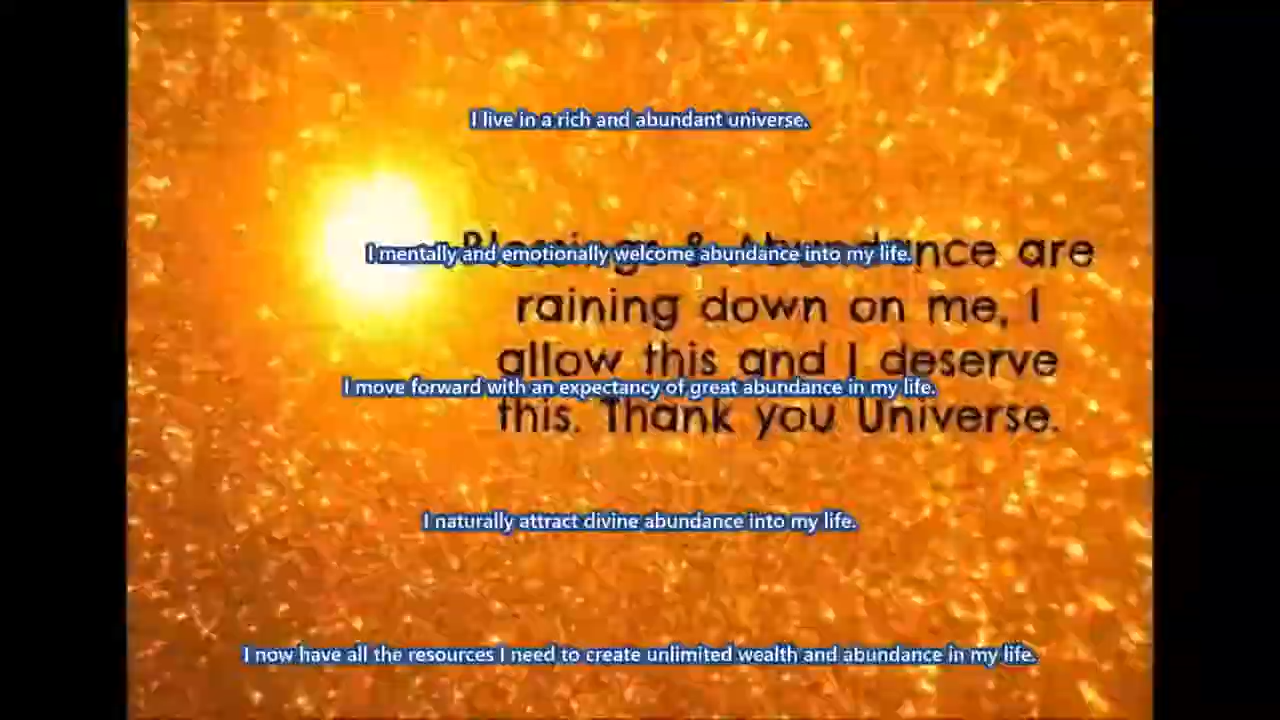 I live in a rich and abundant universe.
I mentally and emotionally welcome abundance into my life.
Blessings & Abundance are
raining down on me, I
allow this and I deserve
I move forward with an expectancy of great abundance in my life.
this. Thank you Universe.
I naturally attract divine abundance into my life.
I now have all the resources I need to create unlimited wealth and abundance in my life.